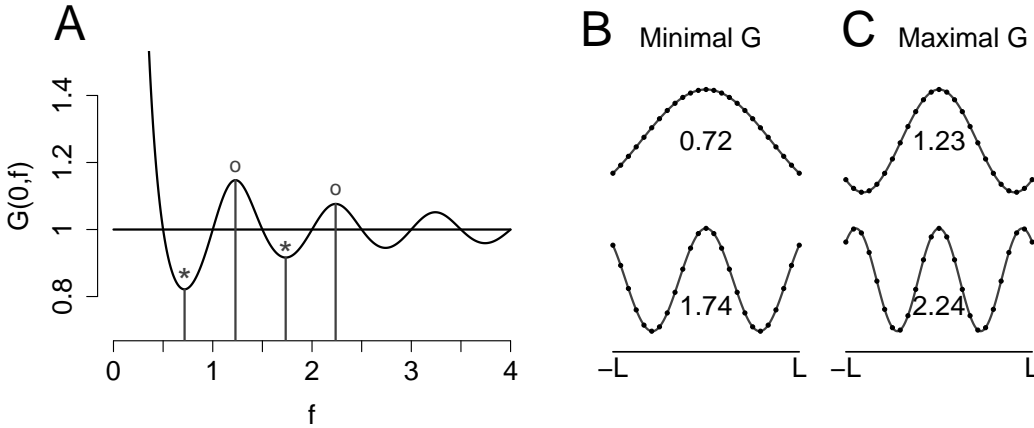 A
G(0,f)
1.4
1.2
1
0.8
*
o
*
o
0 1 2 3 4
f
B Minimal G
0.72
1.74
–L L
C Maximal G
1.23
2.24
–L L